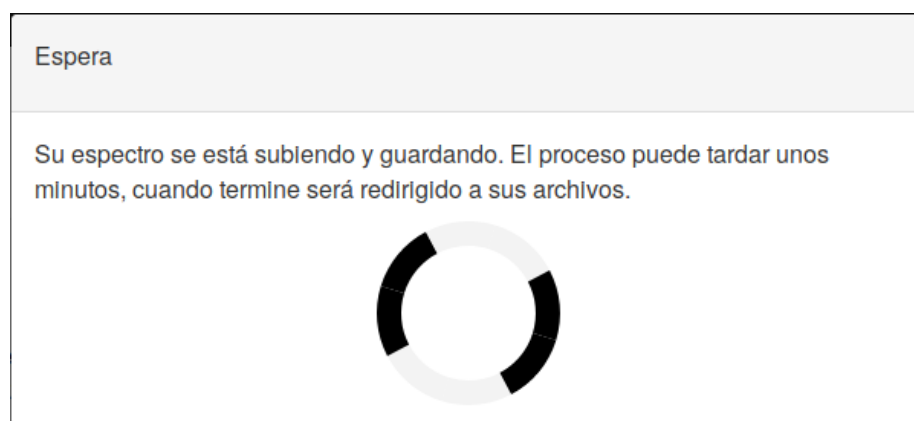 Espera
Su espectro se está subiendo y guardando. El proceso puede tardar unos
minutos, cuando termine será redirigido a sus archivos.